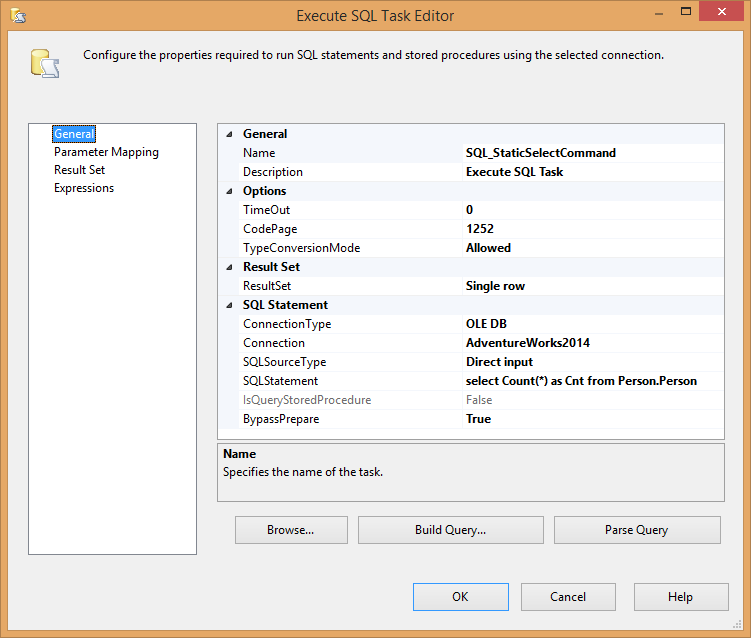 Execute SQL Task Editor
Configure the properties required to run SQL statements and stored procedures using the selected connection.
General
Parameter Mapping
Result Set
Expressions
General
Name SQL_StaticSelectCommand
Description Execute SQL Task
Options
TimeOut 0
CodePage 1252
TypeConversionMode Allowed
Result Set
ResultSet Single row
SQL Statement
ConnectionType OLE DB
Connection AdventureWorks2014
SQLSourceType Direct input
SQLStatement select Count(*) as Cnt from Person.Person
IsQueryStoredProcedure False
BypassPrepare True
Name
Specifies the name of the task.
Browse... Build Query... Parse Query
OK Cancel Help